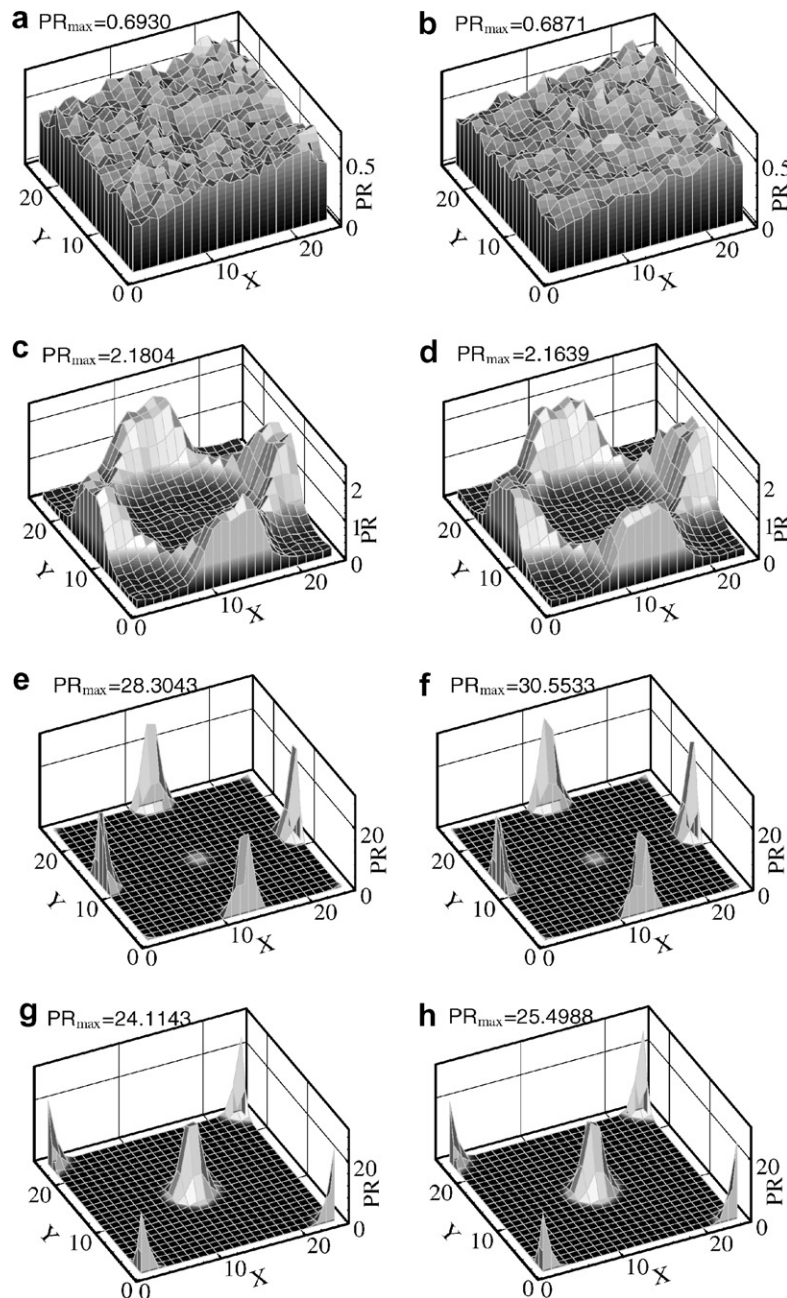 a PRmax=0.6930
20
10
0 0
Y
10
20
X
0.5
0
PR
b PRmax=0.6871
20
10
0 0
Y
10
20
X
0.5
0
PR
c PRmax=2.1804
20
10
0 0
Y
10
20
X
2
1
0
PR
d PRmax=2.1639
20
10
0 0
Y
10
20
X
2
1
0
PR
e PRmax=28.3043
20
10
0 0
Y
10
20
X
20
0
PR
f PRmax=30.5533
20
10
0 0
Y
10
20
X
20
0
PR
g PRmax=24.1143
20
10
0 0
Y
10
20
X
20
0
PR
h PRmax=25.4988
20
10
0 0
Y
10
20
X
20
0
PR